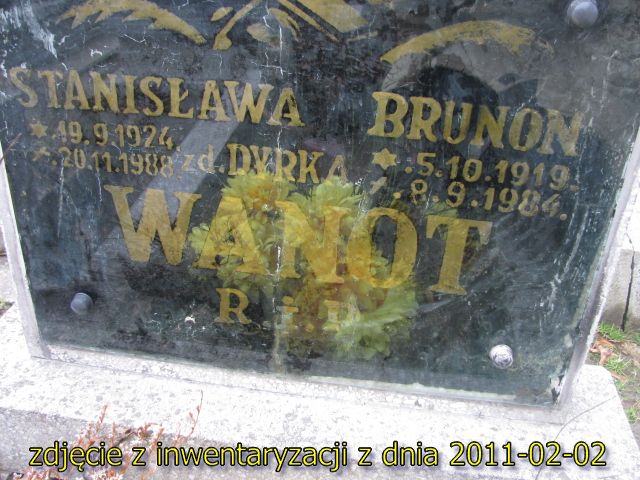 STANISŁAWA BRUNON
* 19.9.1924. * : 5.10.1919.
20.11.1988 zd. DYRKA 8.9.1984.
WANOT
R. i. P
zdjęcie z inwentaryzacji z dnia 2011-02-02